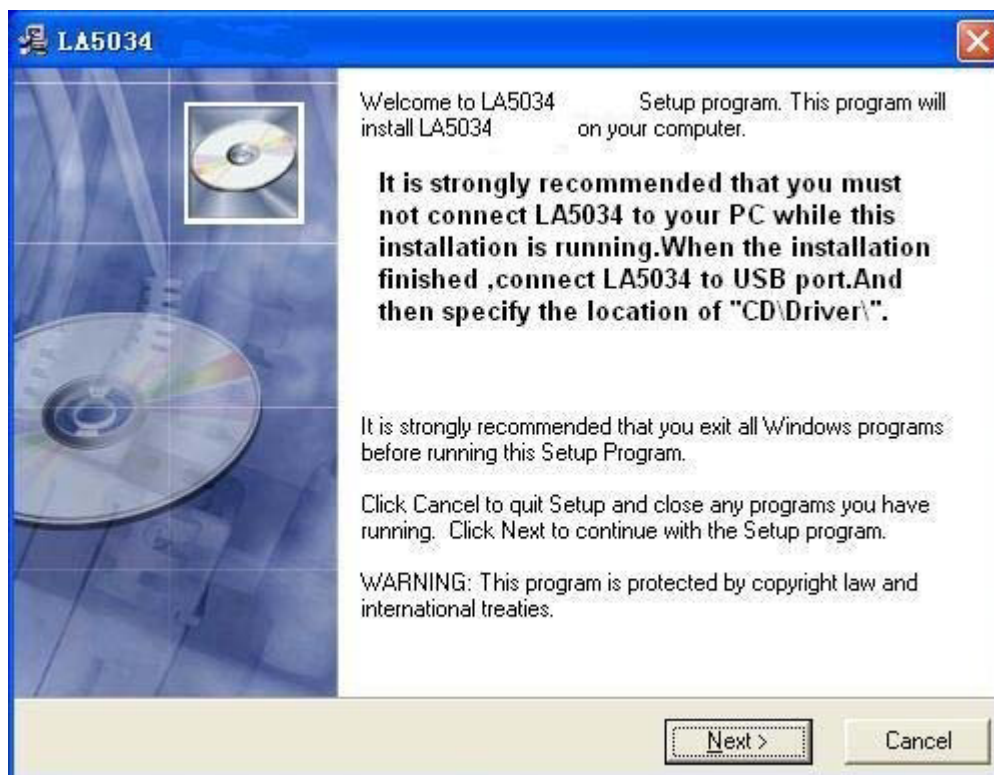 LA5034
Welcome to LA5034 Setup program. This program will
install LA5034 on your computer.
It is strongly recommended that you must
not connect LA5034 to your PC while this
installation is running.When the installation
finished ,connect LA5034 to USB port.And
then specify the location of "CD\Driver\".
It is strongly recommended that you exit all Windows programs
before running this Setup Program.
Click Cancel to quit Setup and close any programs you have
running. Click Next to continue with the Setup program.
WARNING: This program is protected by copyright law and
international treaties.
Next >
Cancel